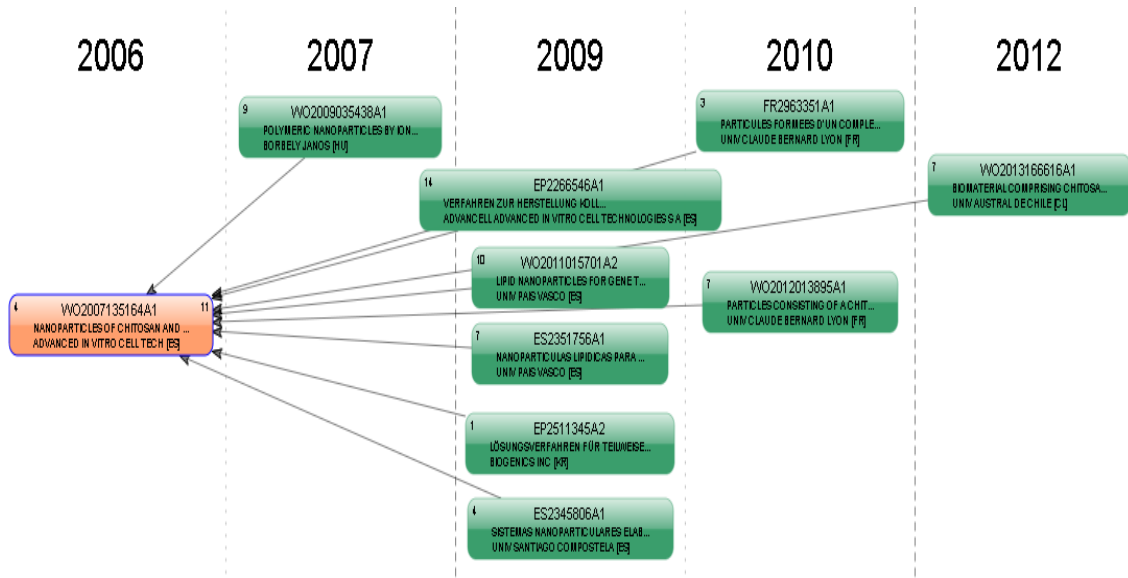 2006
2007
2009
2010
2012
9
WO2009035438A1
POLYMERIC NANOPARTICLES BY ION...
BORBELY JANOS [HU]
3
FR2963351A1
PARTICULES FORMEES D'UN COMPLE...
UNIV CLAUDE BERNARD LYON [FR]
14
EP2266546A1
VERFAHREN ZUR HERSTELLUNG KOLL...
ADVANCELL ADVANCED IN VITRO CELL TECHNOLOGIES S A [ES]
7
WO2013166616A1
BIOMATERIAL COMPRISING CHITOSA...
UNIV AUSTRAL DE CHILE [CL]
10
WO2011015701A2
LIPID NANOPARTICLES FOR GENE T...
UNIV PAIS VASCO [ES]
7
WO2012013895A1
PARTICLES CONSISTING OF A CHIT...
UNIV CLAUDE BERNARD LYON [FR]
4
WO2007135164A1
11
NANOPARTICLES OF CHITOSAN AND ...
ADVANCED IN VITRO CELL TECH [ES]
7
ES2351756A1
NANOPARTICULAS LIPIDICAS PARA ...
UNIV PAIS VASCO [ES]
1
EP2511345A2
LÖSUNGSVERFAHREN FÜR TEILWEISE...
BIOGENICS INC [KR]
4
ES2345806A1
SISTEMAS NANOPARTICULARES ELAB...
UNIV SANTIAGO COMPOSTELA [ES]